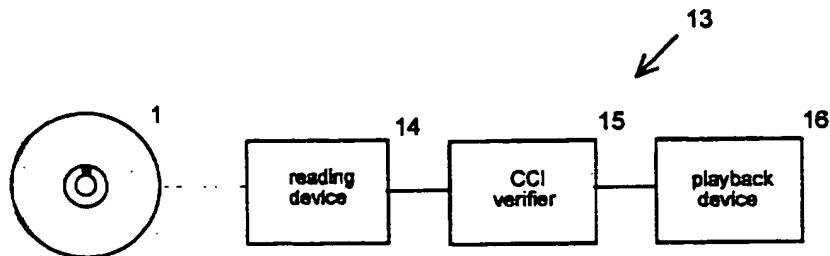 13
1
14
15
16
reading
device
CCI
verifier
playback
device